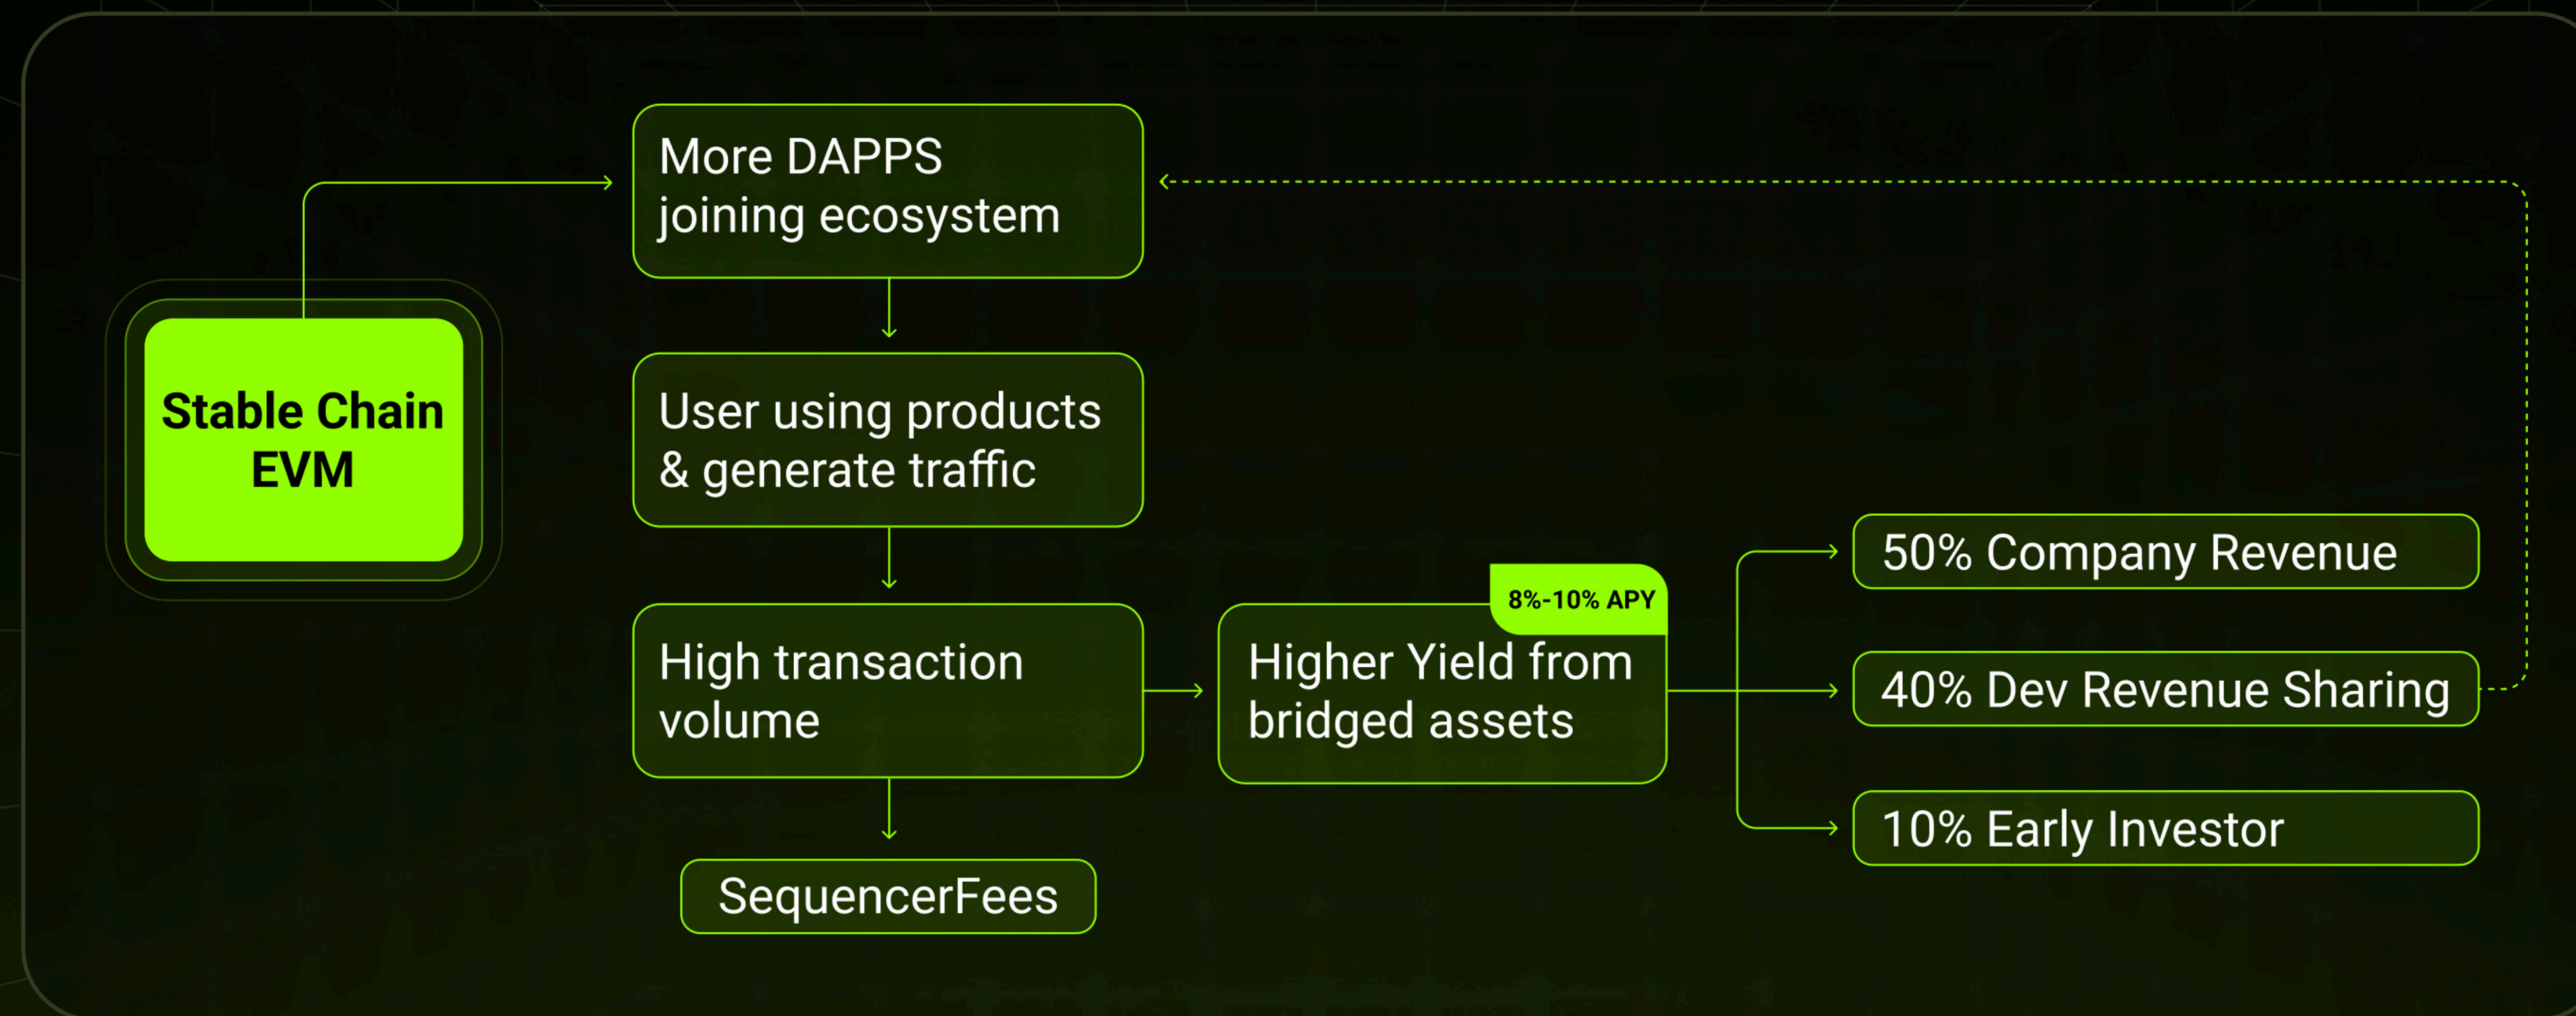 More DAPPS
joining ecosystem
Stable Chain
EVM
User using products
& generate traffic
High transaction
volume
8%-10% APY
Higher Yield from
bridged assets
50% Company Revenue
40% Dev Revenue Sharing
10% Early Investor
SequencerFees